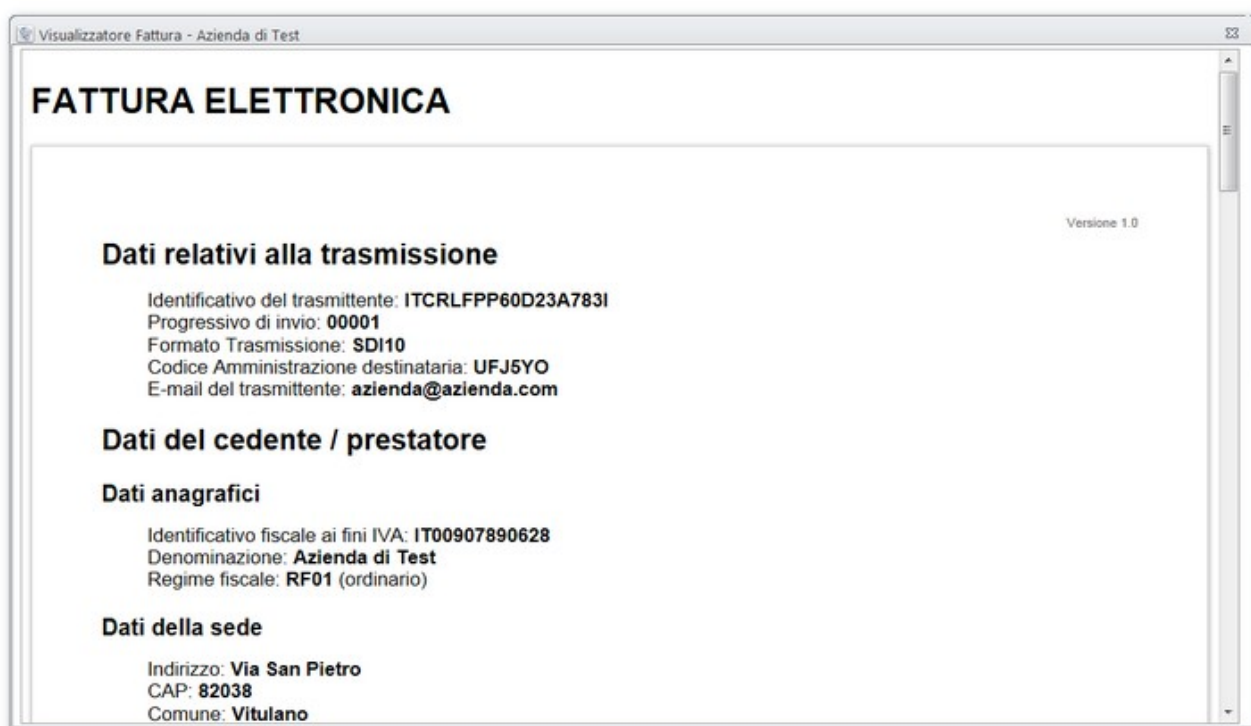 Visualizzatore Fattura - Azienda di Test
FATTURA ELETTRONICA
Versione 1.0
Dati relativi alla trasmissione
Identificativo del trasmittente: ITCRLFPP60D23A783I
Progressivo di invio: 00001
Formato Trasmissione: SDI10
Codice Amministrazione destinataria: UFJ5YO
E-mail del trasmittente: azienda@azienda.com
Dati del cedente / prestatore
Dati anagrafici
Identificativo fiscale ai fini IVA: IT00907890628
Denominazione: Azienda di Test
Regime fiscale: RF01 (ordinario)
Dati della sede
Indirizzo: Via San Pietro
CAP: 82038
Comune: Vitulano